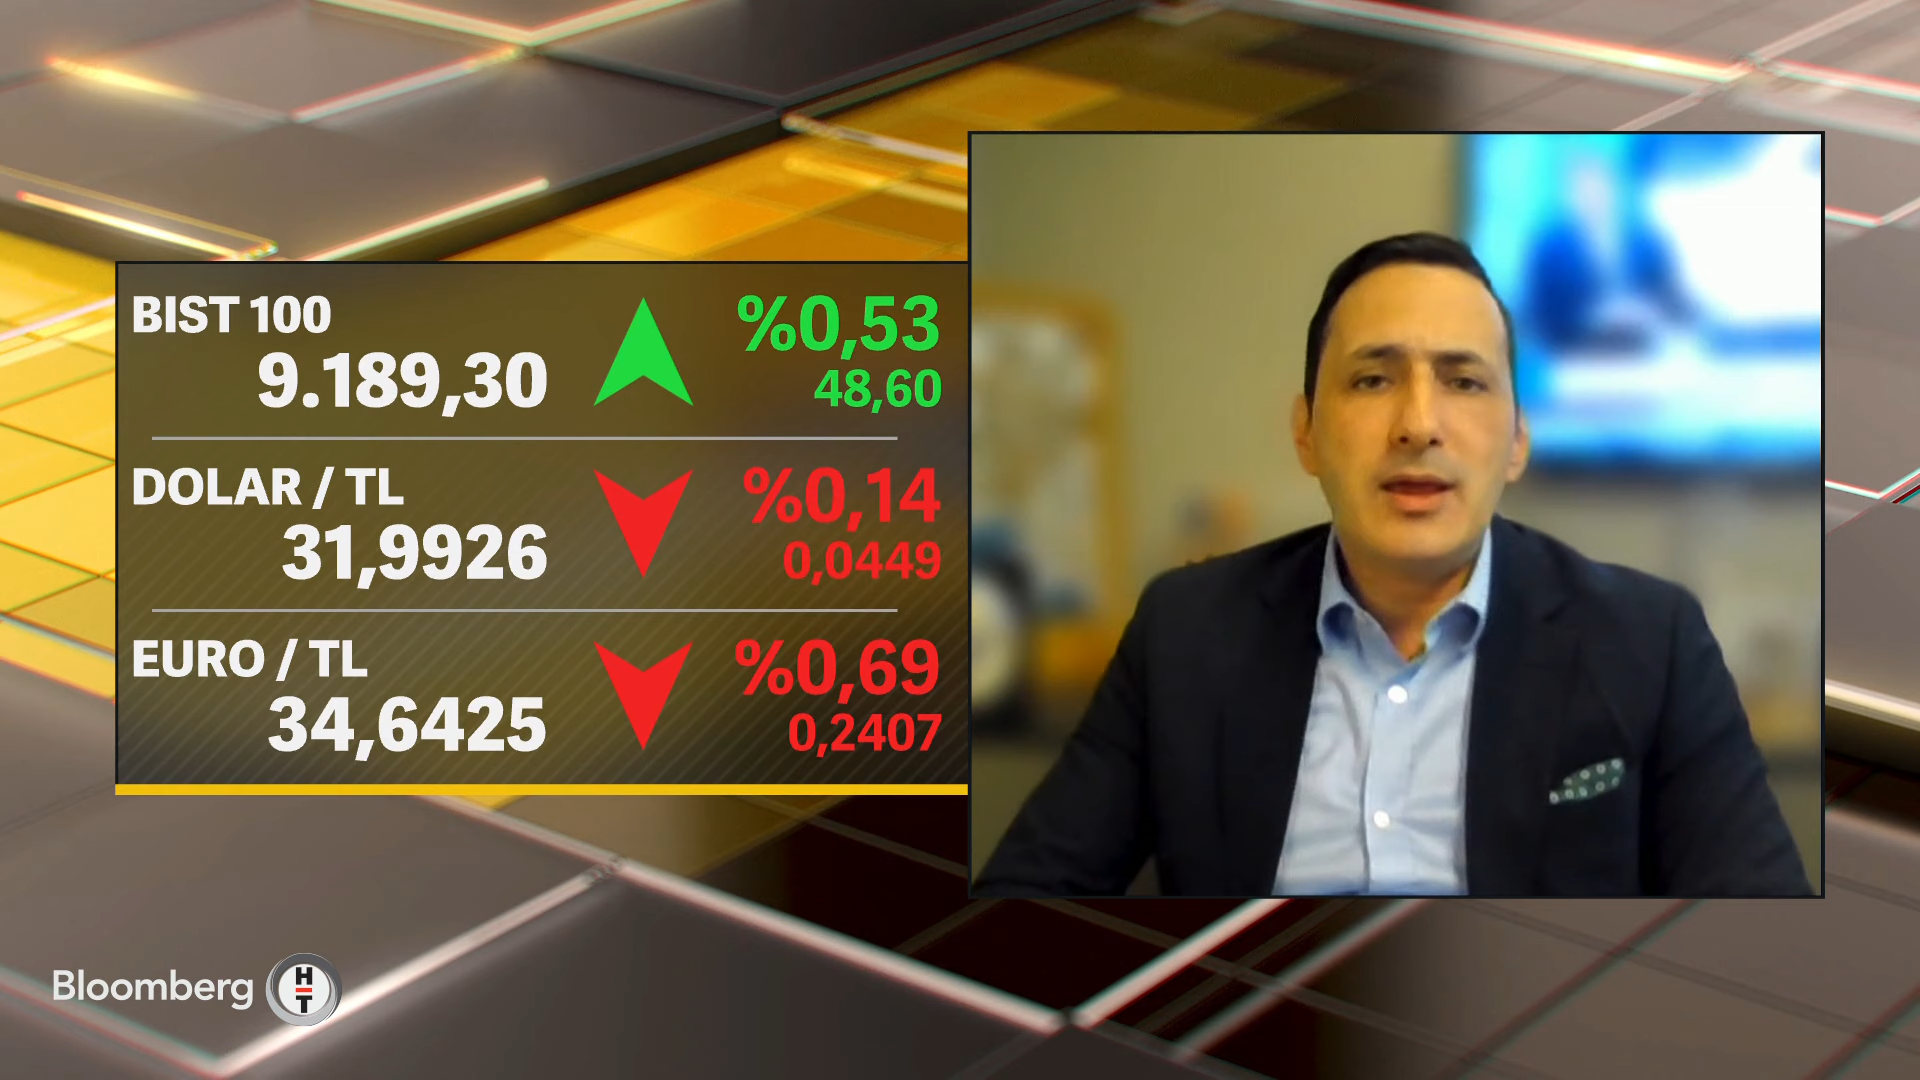 BIST 100
9.189,30
%0,53
48,60
DOLAR / TL
31,9926
%0,14
0,0449
EURO / TL
34,6425
%0,69
0,2407
Bloomberg HT